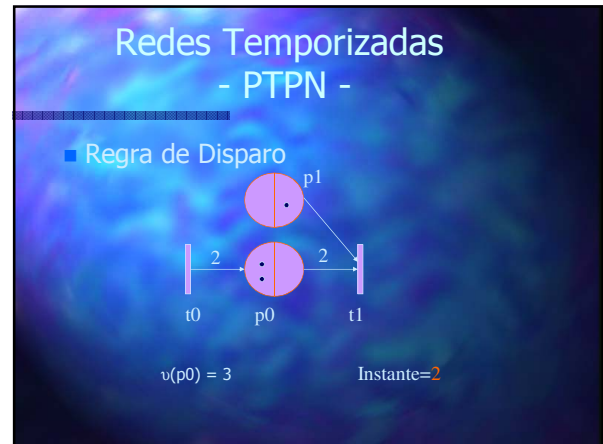 Redes Temporizadas
- PTPN -
Regra de Disparo
p1
2
2
t0
p0
t1
υ(p0) = 3
Instante=2